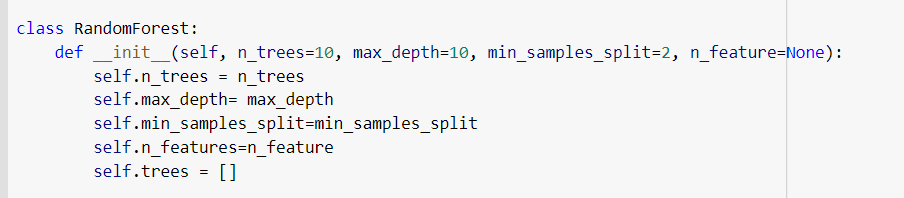 class RandomForest:
    def __init__(self, n_trees=10, max_depth=10, min_samples_split=2, n_feature=None):
        self.n_trees = n_trees
        self.max_depth= max_depth
        self.min_samples_split=min_samples_split
        self.n_features=n_feature
        self.trees = []